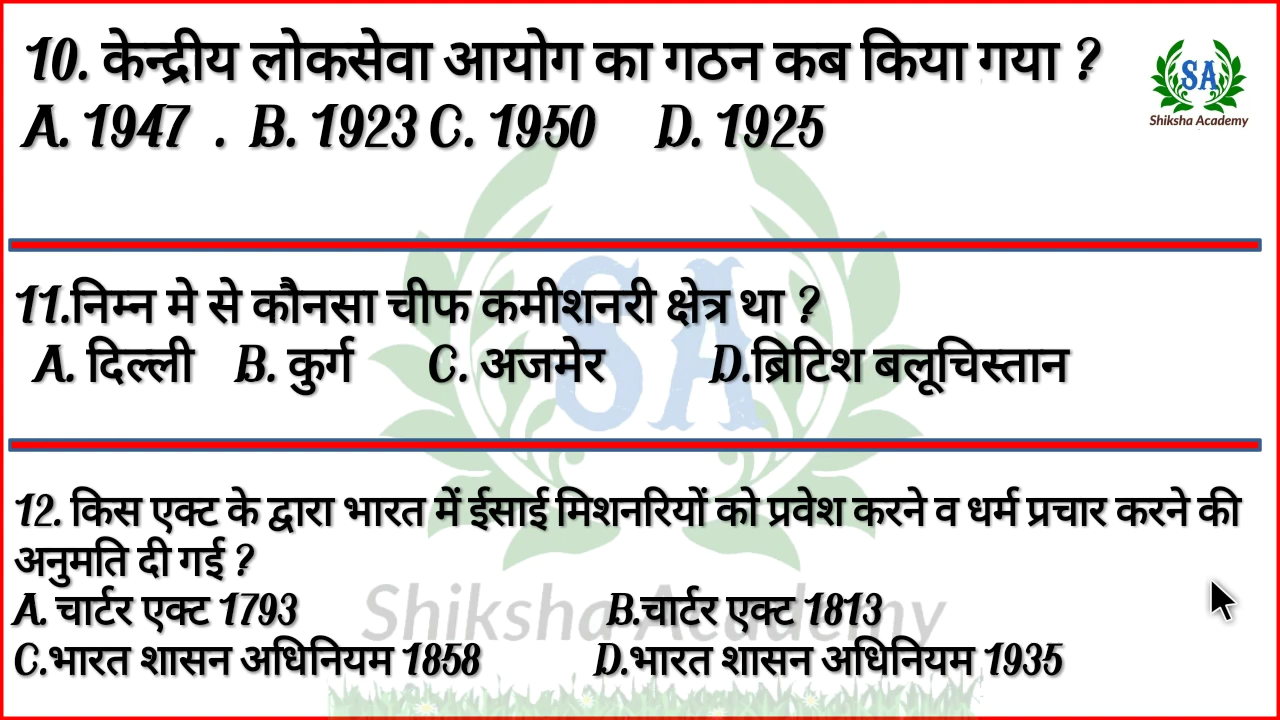 10. केन्द्रीय लोकसेवा आयोग का गठन कब किया गया ?
A. 1947 . B. 1923 C. 1950 D. 1925
SA
Shiksha Academy
11.निम्न मे से कौनसा चीफ कमीशनरी क्षेत्र था ?
A. दिल्ली B. कुर्ग C. अजमेर D.ब्रिटिश बलूचिस्तान
SA
12. किस एक्ट के द्वारा भारत में ईसाई मिशनरियों को प्रवेश करने व धर्म प्रचार करने की
अनुमति दी गई ?
A. चार्टर एक्ट 1793 B.चार्टर एक्ट 1813
Shiksha Academy
C.भारत शासन अधिनियम 1858 D.भारत शासन अधिनियम 1935